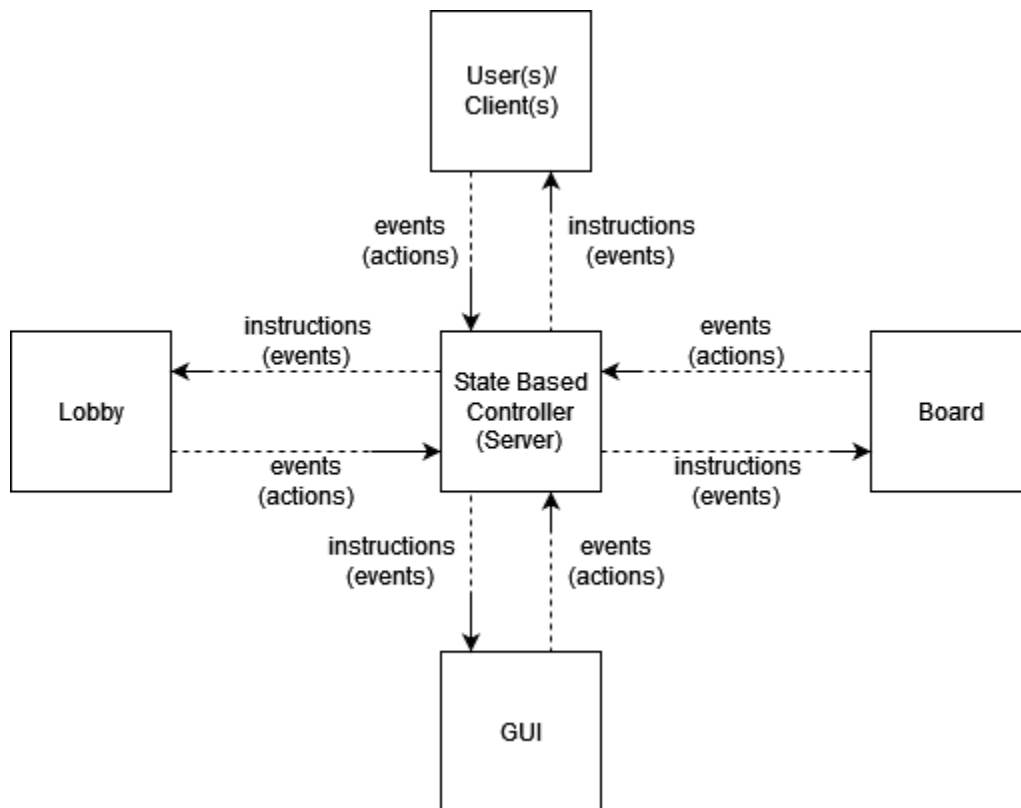 User(s)/
Client(s)
events
(actions)
instructions
(events)
instructions
(events)
events
(actions)
Lobby
State Based
Controller
(Server)
Board
events
(actions)
instructions
(events)
instructions
(events)
events
(actions)
GUI